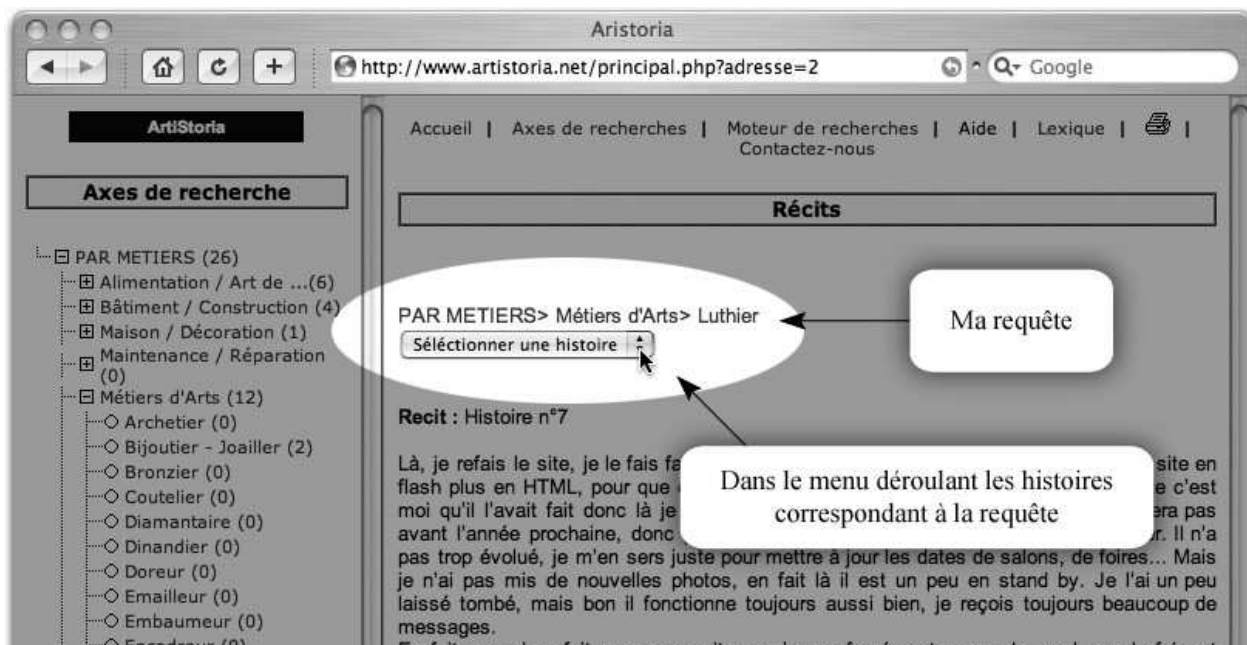 Aristoria
http://www.artistoria.net/principal.php?adresse=2
Google
ArtiStoria
Axes de recherche
PAR METIERS (26)
Alimentation / Art de ...(6)
Bâtiment / Construction (4)
Maison / Décoration (1)
Maintenance / Réparation
(0)
Métiers d'Arts (12)
Archetier (0)
Bijoutier - Joailler (2)
Bronzier (0)
Coutelier (0)
Diamantaire (0)
Dinandier (0)
Doreur (0)
Emailleur (0)
Embaumeur (0)
Accueil | Axes de recherches | Moteur de recherches | Aide | Lexique | |
Contactez-nous
Récits
PAR METIERS> Métiers d'Arts> Luthier
Séléctionner une histoire
Ma requête
Dans le menu déroulant les histoires
correspondant à la requête
Recit : Histoire n°7
Là, je refais le site, je le fais site en
flash plus en HTML, pour que c'est
moi qu'il l'avait fait donc là je pas
avant l'année prochaine, donc Il n'a
pas trop évolué, je m'en sers juste pour mettre à jour les dates de salons, de foires... Mais
je n'ai pas mis de nouvelles photos, en fait là il est un peu en stand by. Je l'ai un peu
laissé tombé, mais bon il fonctionne toujours aussi bien, je reçois toujours beaucoup de
messages.